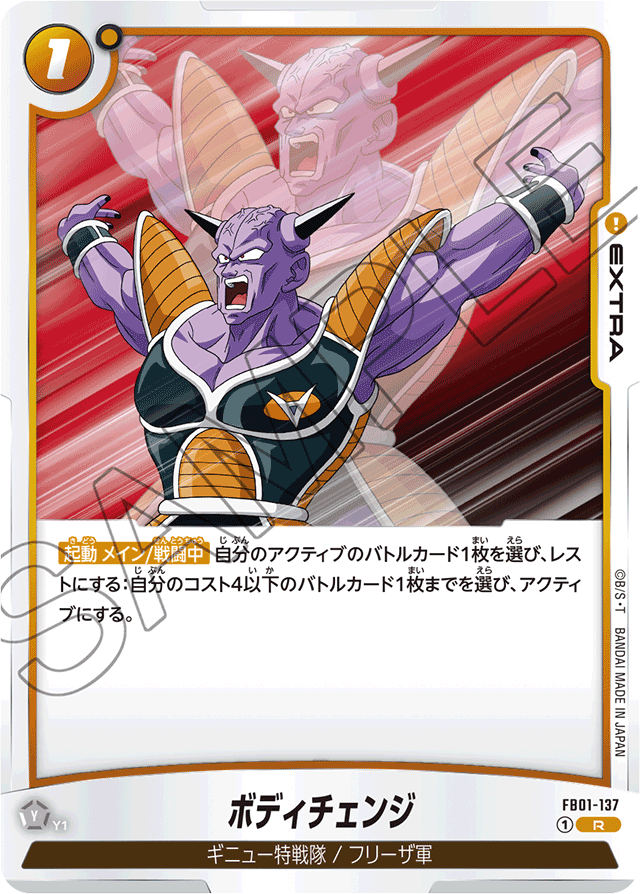 1
! EXTRA
起動 メイン/戦闘中 自分のアクティブのバトルカード1枚を選び、レス
トにする:自分のコスト4以下のバトルカード1枚までを選び、アクティ
ブにする。
SAMPLE
©B/S・T BANDAI MADE IN JAPAN
Y Y1
ボディチェンジ
FB01-137
1 R
ギニュー特戦隊 / フリーザ軍